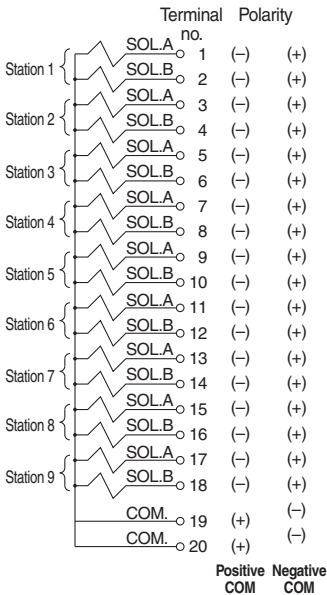 Terminal no. Polarity
Station 1 SOL.A 1 (–) (+)
SOL.B 2 (–) (+)
Station 2 SOL.A 3 (–) (+)
SOL.B 4 (–) (+)
Station 3 SOL.A 5 (–) (+)
SOL.B 6 (–) (+)
Station 4 SOL.A 7 (–) (+)
SOL.B 8 (–) (+)
Station 5 SOL.A 9 (–) (+)
SOL.B 10 (–) (+)
Station 6 SOL.A 11 (–) (+)
SOL.B 12 (–) (+)
Station 7 SOL.A 13 (–) (+)
SOL.B 14 (–) (+)
Station 8 SOL.A 15 (–) (+)
SOL.B 16 (–) (+)
Station 9 SOL.A 17 (–) (+)
SOL.B 18 (–) (+)
COM. 19 (+) (–)
COM. 20 (+) (–)
Positive COM Negative COM